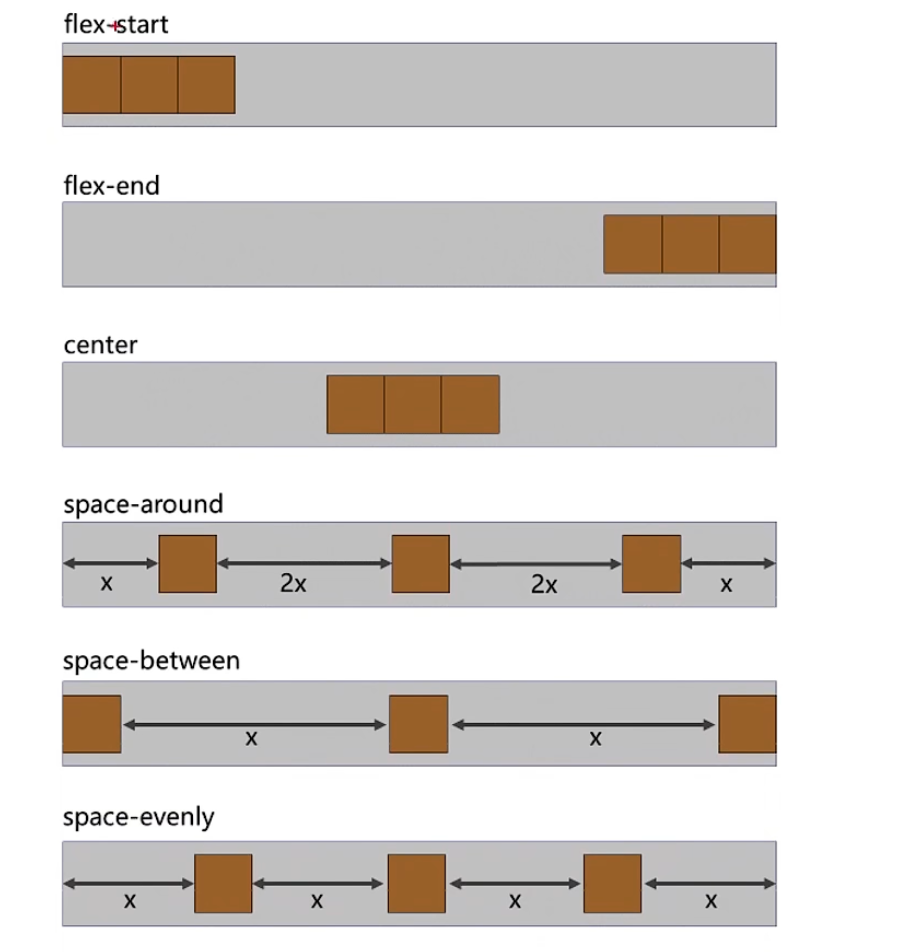 flex-start
flex-end
center
space-around
x 2x 2x x
space-between
x x
space-evenly
x x x x